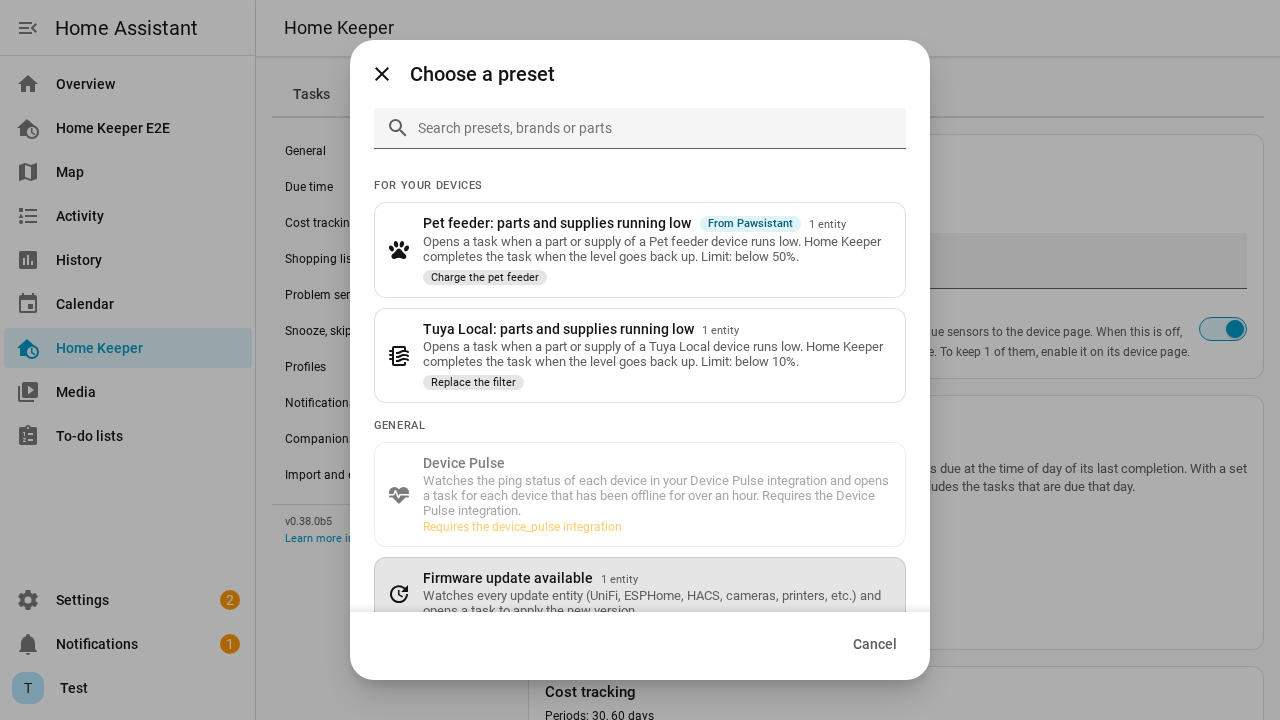 Home Assistant
Home Keeper
Overview
Home Keeper E2E
Map
Activity
History
Calendar
Home Keeper
Media
To-do lists
Settings
2
Notifications
1
T
Test
Tasks
General
Due time
Cost trackin
Shopping lis
Problem ser
Snooze, skip
Profiles
Notification
Companion
Import and e
v0.38.0b5
Learn more in
ue sensors to the device page. When this is off,
e. To keep 1 of them, enable it on its device page.
s due at the time of day of its last completion. With a set
udes the tasks that are due that day.
Cost tracking
Periods: 30, 60 days
Choose a preset
Search presets, brands or parts
FOR YOUR DEVICES
Pet feeder: parts and supplies running low From Pawsistant 1 entity
Opens a task when a part or supply of a Pet feeder device runs low. Home Keeper
completes the task when the level goes back up. Limit: below 50%.
Charge the pet feeder
Tuya Local: parts and supplies running low 1 entity
Opens a task when a part or supply of a Tuya Local device runs low. Home Keeper
completes the task when the level goes back up. Limit: below 10%.
Replace the filter
GENERAL
Device Pulse
Watches the ping status of each device in your Device Pulse integration and opens
a task for each device that has been offline for over an hour. Requires the Device
Pulse integration.
Requires the device_pulse integration
Firmware update available 1 entity
Watches every update entity (UniFi, ESPHome, HACS, cameras, printers, etc.) and
opens a task to apply the new version.
Cancel